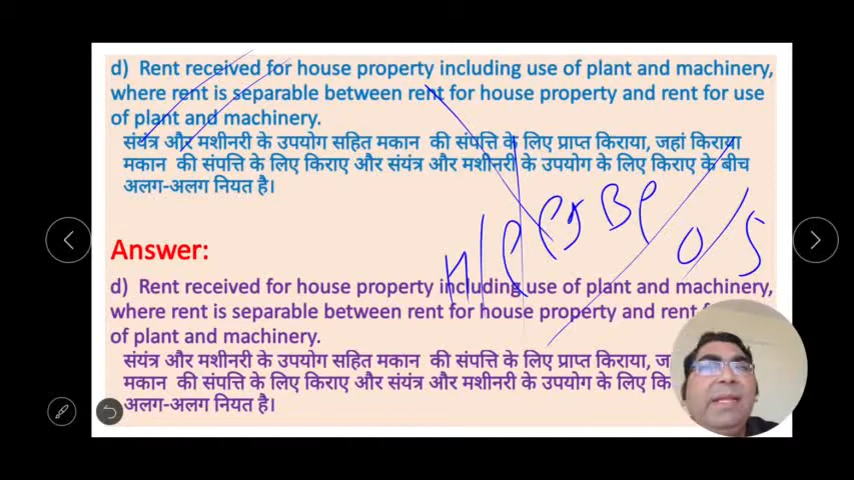 d) Rent received for house property including use of plant and machinery,
where rent is separable between rent for house property and rent for use
of plant and machinery.
संयंत्र और मशीनरी के उपयोग सहित मकान की संपत्ति के लिए प्राप्त किराया, जहां किराया
मकान की संपत्ति के लिए किराए और संयंत्र और मशीनरी के उपयोग के लिए किराए के बीच
अलग-अलग नियत है।
Answer:
d) Rent received for house property including use of plant and machinery,
where rent is separable between rent for house property and rent
of plant and machinery.
संयंत्र और मशीनरी के उपयोग सहित मकान की संपत्ति के लिए प्राप्त किराया,
मकान की संपत्ति के लिए किराए और संयंत्र और मशीनरी के उपयोग के लिए
अलग-अलग नियत है।